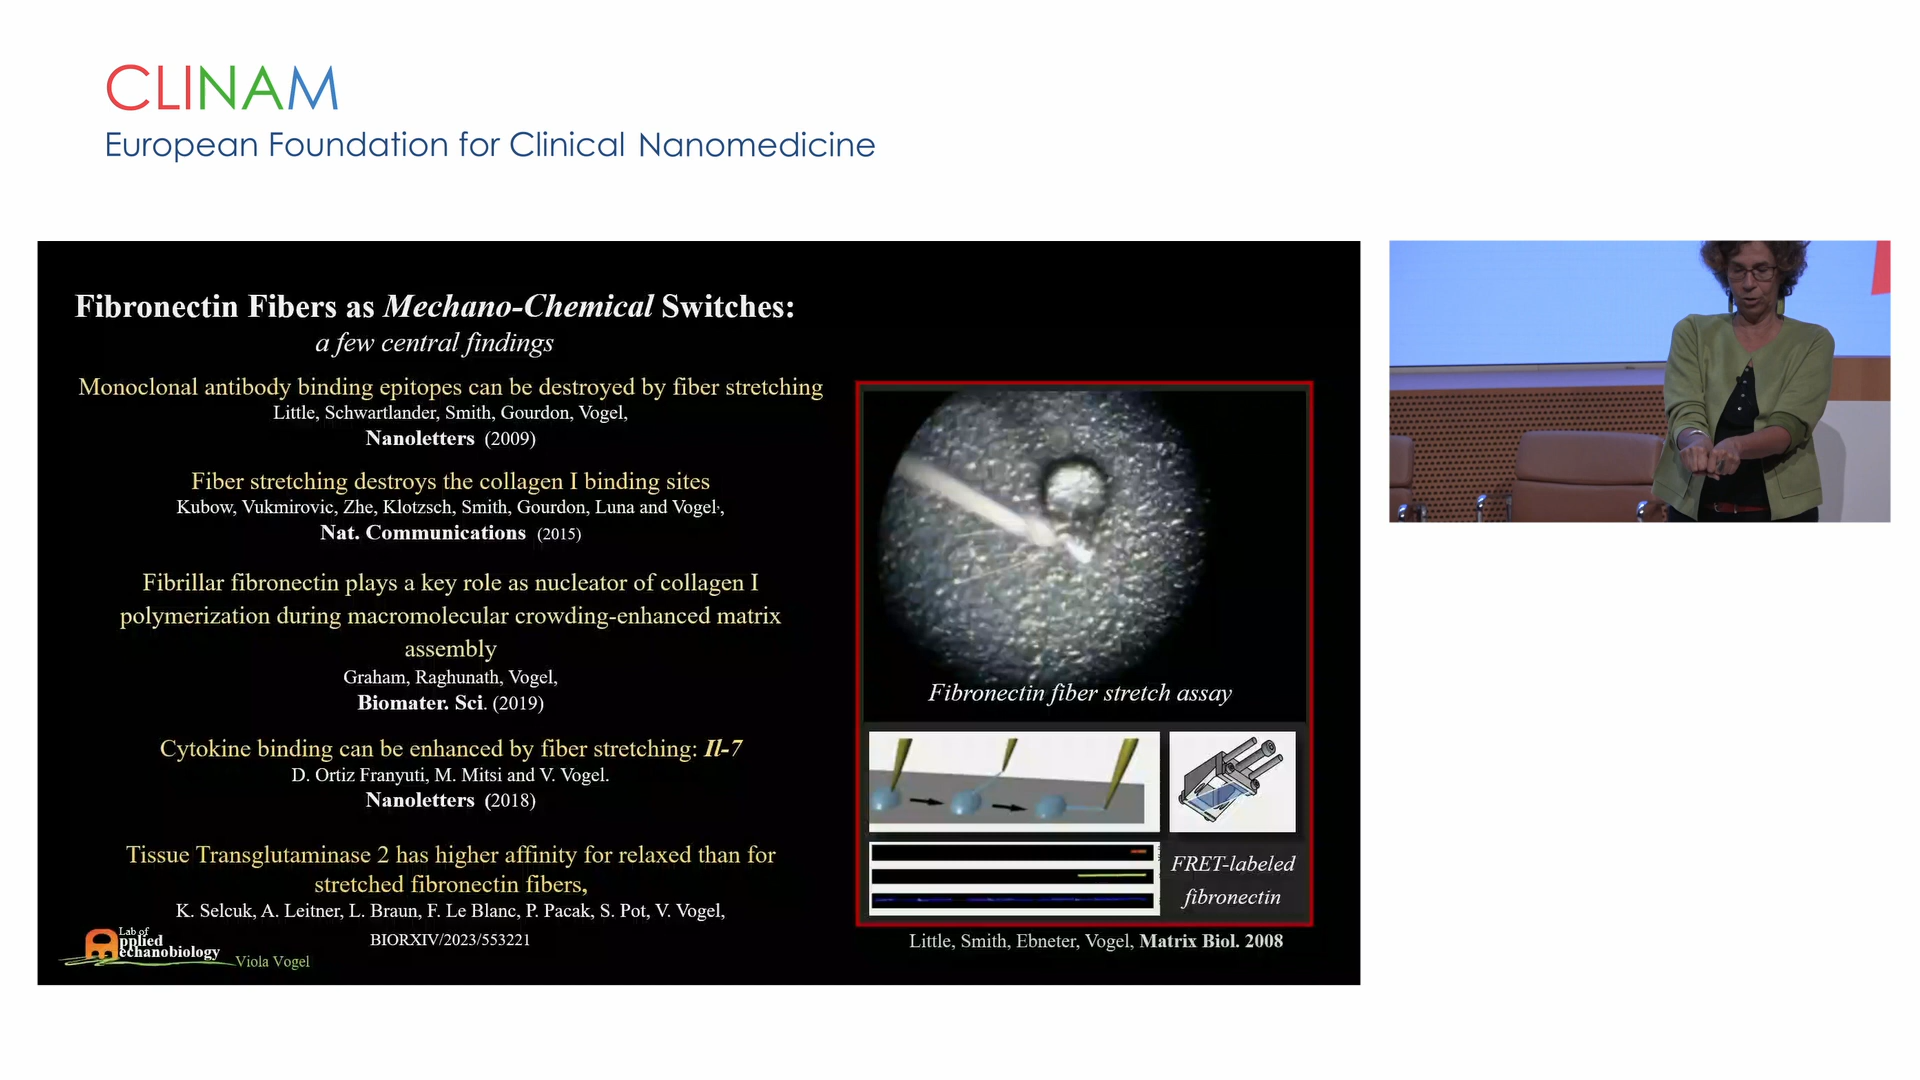 CLINAM
European Foundation for Clinical Nanomedicine
Fibronectin Fibers as Mechano-Chemical Switches:
a few central findings
Monoclonal antibody binding epitopes can be destroyed by fiber stretching
Little, Schwartlander, Smith, Gourdon, Vogel,
Nanoletters (2009)
Fiber stretching destroys the collagen I binding sites
Kubow, Vukmirovic, Zhe, Klotzsch, Smith, Gourdon, Luna and Vogel,
Nat. Communications (2015)
Fibrillar fibronectin plays a key role as nucleator of collagen I
polymerization during macromolecular crowding-enhanced matrix
assembly
Graham, Raghunath, Vogel,
Biomater. Sci. (2019)
Cytokine binding can be enhanced by fiber stretching: Il-7
D. Ortiz Franyuti, M. Mitsi and V. Vogel.
Nanoletters (2018)
Tissue Transglutaminase 2 has higher affinity for relaxed than for
stretched fibronectin fibers,
K. Selcuk, A. Leitner, L. Braun, F. Le Blanc, P. Pacak, S. Pot, V. Vogel,
BIORXIV/2023/553221
Lab of
pplied
echanobiology
Viola Vogel
Fibronectin fiber stretch assay
FRET-labeled
fibronectin
Little, Smith, Ebneter, Vogel, Matrix Biol. 2008